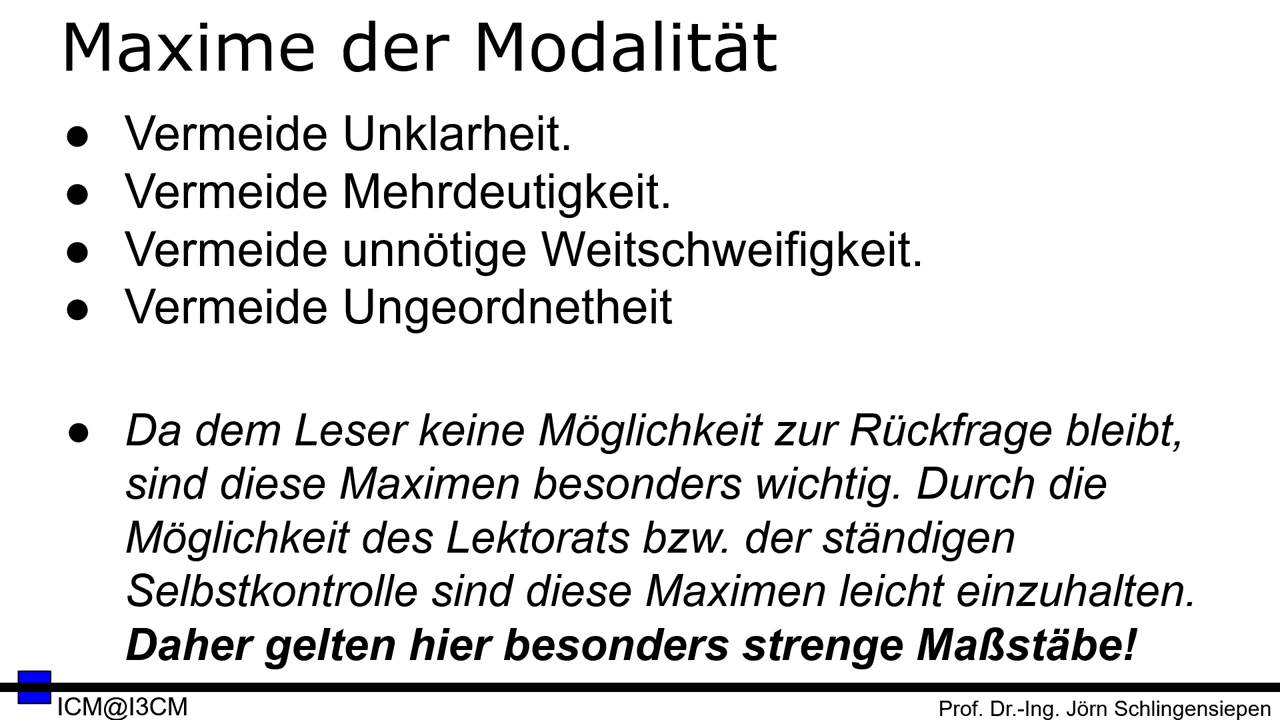 Maxime der Modalität
● Vermeide Unklarheit.
● Vermeide Mehrdeutigkeit.
● Vermeide unnötige Weitschweifigkeit.
● Vermeide Ungeordnetheit
● Da dem Leser keine Möglichkeit zur Rückfrage bleibt,
sind diese Maximen besonders wichtig. Durch die
Möglichkeit des Lektorats bzw. der ständigen
Selbstkontrolle sind diese Maximen leicht einzuhalten.
Daher gelten hier besonders strenge Maßstäbe!
ICM@I3CM
Prof. Dr.-Ing. Jörn Schlingensiepen